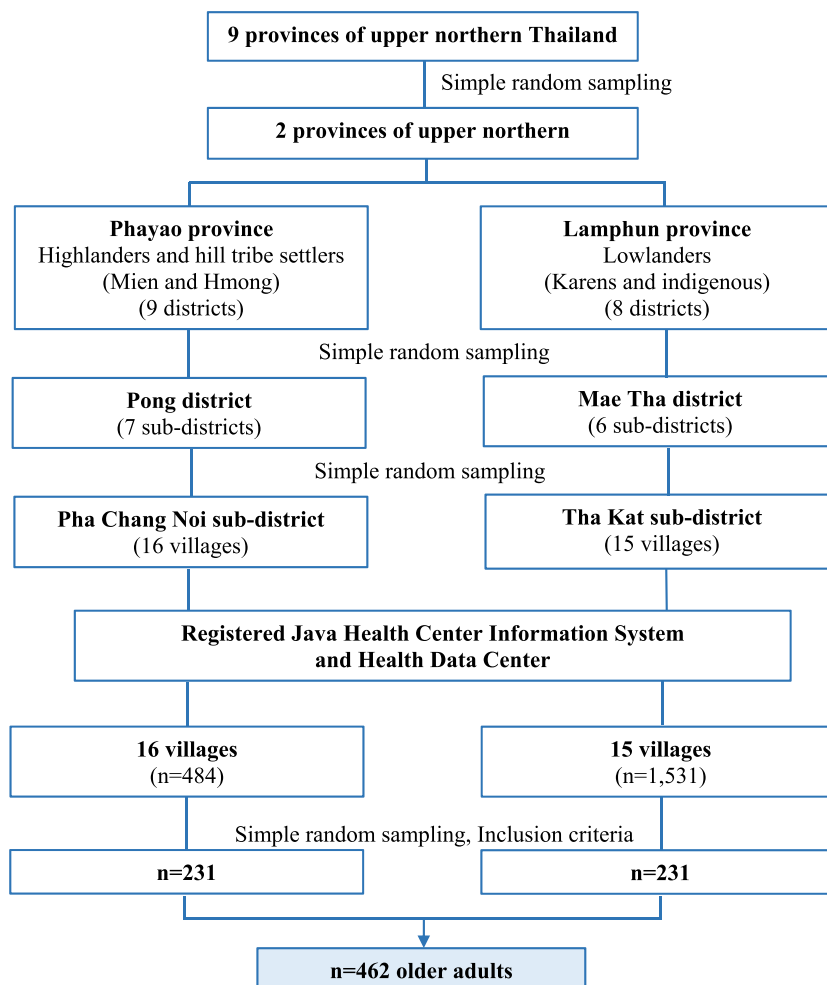 9 provinces of upper northern Thailand
Simple random sampling
2 provinces of upper northern
Phayao province
Highlanders and hill tribe settlers
(Mien and Hmong)
(9 districts)
Lamphun province
Lowlanders
(Karens and indigenous)
(8 districts)
Simple random sampling
Pong district
(7 sub-districts)
Mae Tha district
(6 sub-districts)
Simple random sampling
Pha Chang Noi sub-district
(16 villages)
Tha Kat sub-district
(15 villages)
Registered Java Health Center Information System
and Health Data Center
16 villages
(n=484)
15 villages
(n=1,531)
Simple random sampling, Inclusion criteria
n=231
n=231
n=462 older adults